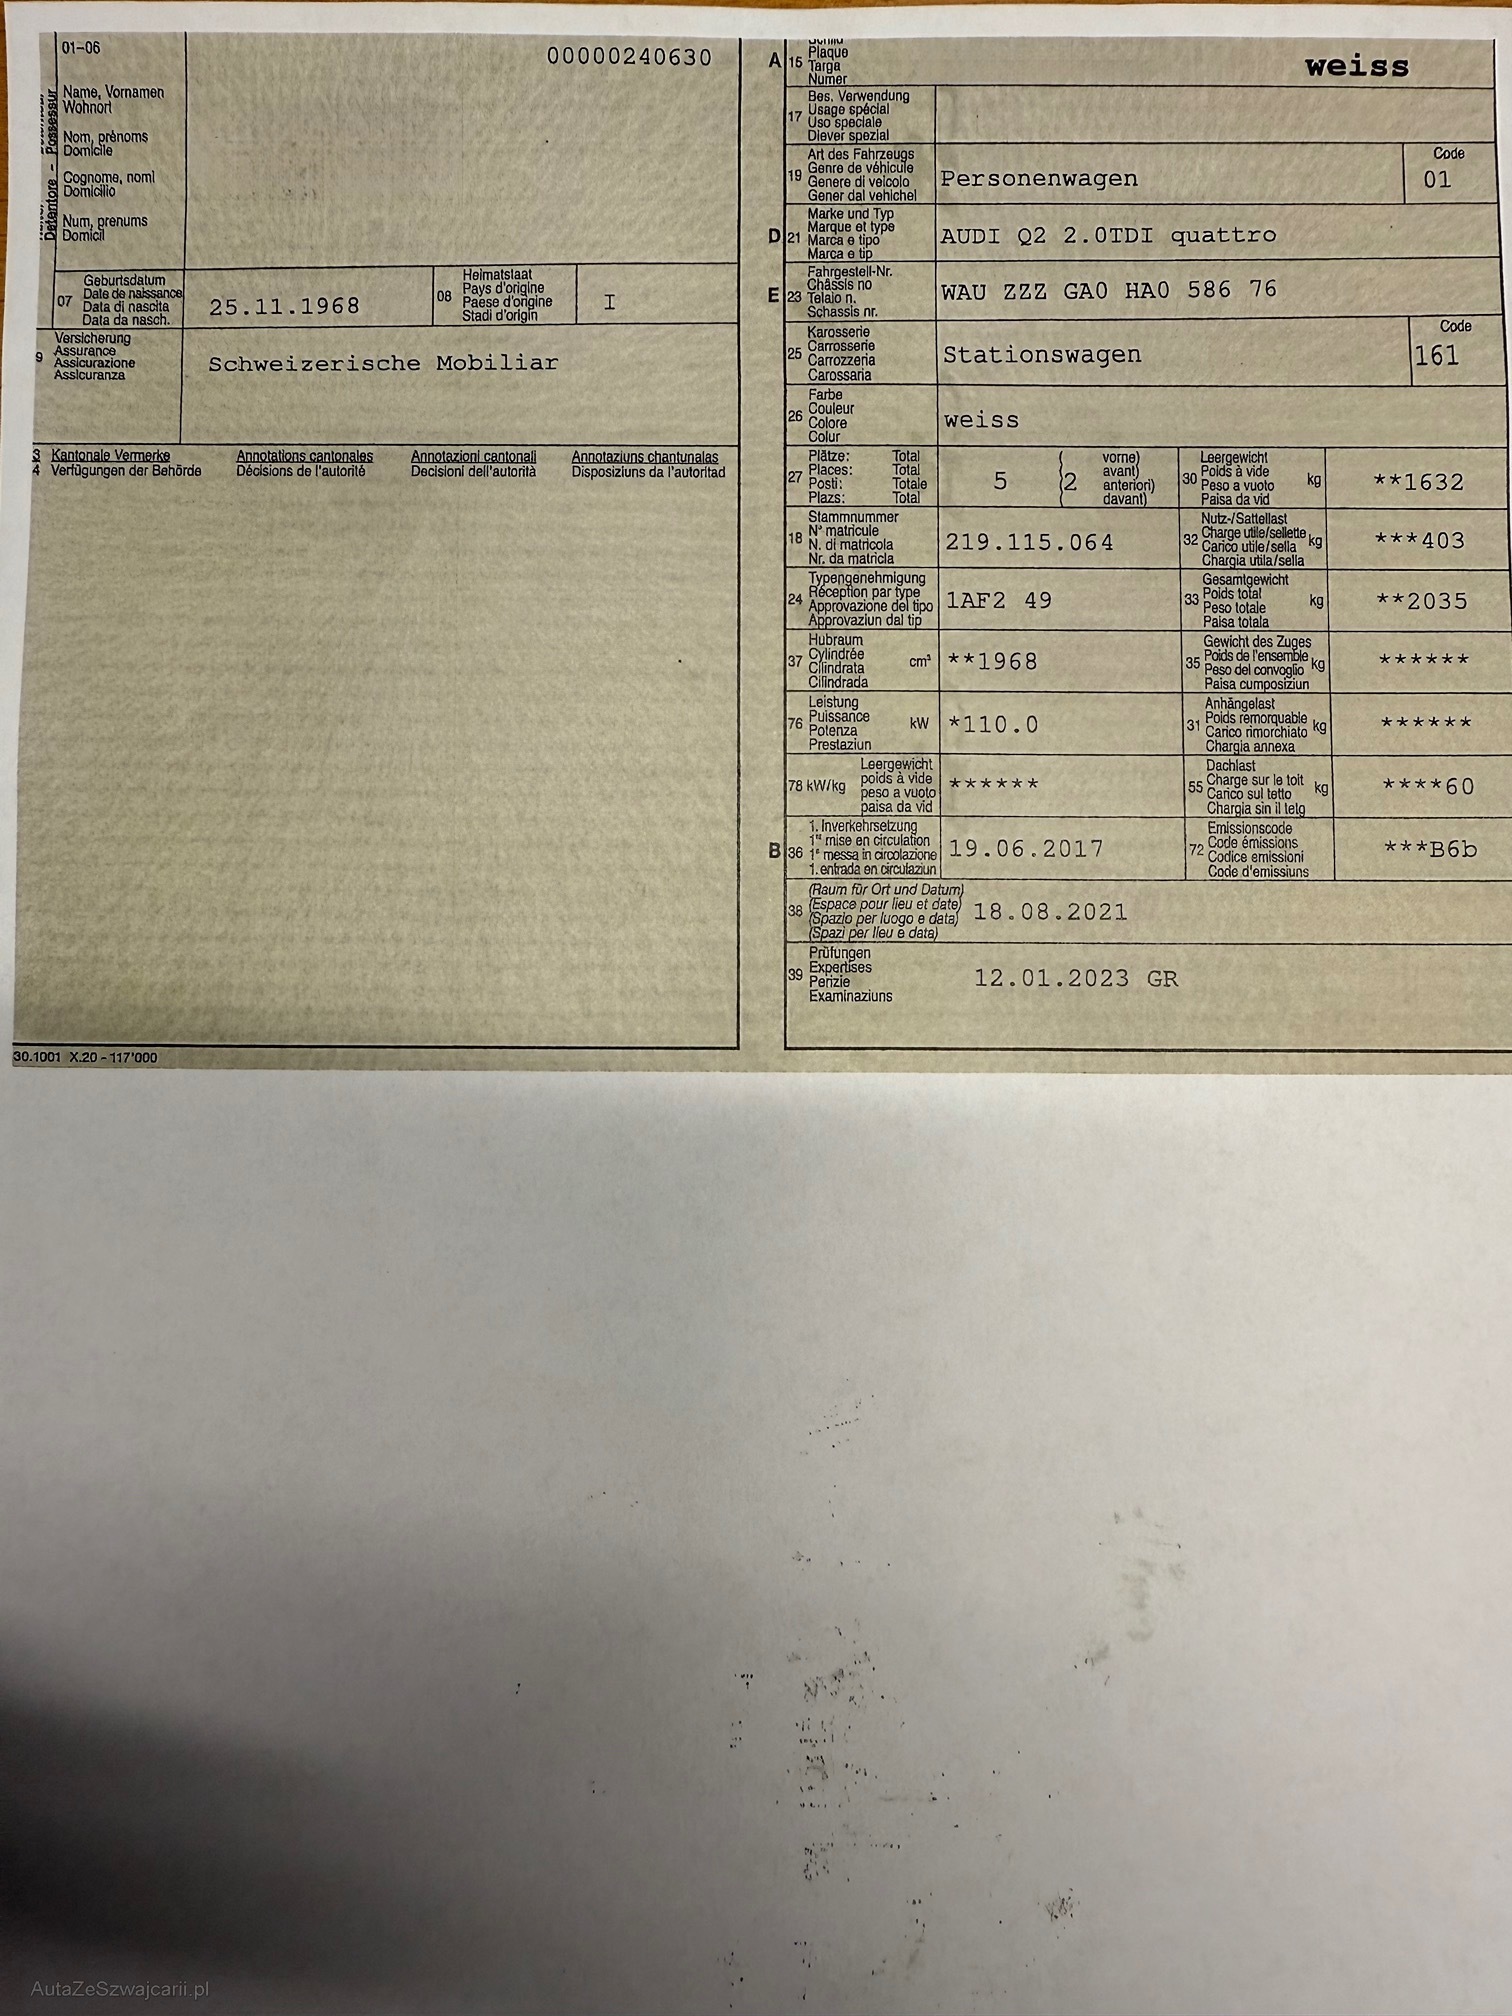 01-06
00000240630
Detentore - Possessur
Name, Vornamen
Wohnort
Nom, prénoms
Domicile
Cognome, nomi
Domicilio
Num, prenums
Domicil
07
Geburtsdatum
Date de naissance
Data di nascita
Data da nasch.
25.11.1968
08
Heimatstaat
Pays d'origine
Paese d'origine
Stadi d'origin
I
9
Versicherung
Assurance
Assicurazione
Assicuranza
Schweizerische Mobiliar
3 Kantonale Vermerke Annotations cantonales Annotazioni cantonali Annotaziuns chantunalas
4 Verfügungen der Behörde Décisions de l'autorité Decisioni dell'autorità Disposiziuns da l'autoritad
30.1001 X.20 - 117'000
A 15
Schild
Plaque
Targa
Numer
weiss
17
Bes. Verwendung
Usage spécial
Uso speciale
Diever spezial
19
Art des Fahrzeugs
Genre de véhicule
Genere di veicolo
Gener dal vehichel
Personenwagen
Code
01
D 21
Marke und Typ
Marque et type
Marca e tipo
Marca e tip
AUDI Q2 2.0TDI quattro
E 23
Fahrgestell-Nr.
Châssis no
Telaio n.
Schassis nr.
WAU ZZZ GA0 HA0 586 76
25
Karosserie
Carrosserie
Carrozzeria
Carossaria
Stationswagen
Code
161
26
Farbe
Couleur
Colore
Colur
weiss
27
Plätze: Total
Places: Total
Posti: Totale
Plazs: Total
5
(2
vorne)
avant)
anteriori)
davant)
30
Leergewicht
Poids à vide
Peso a vuoto
Paisa da vid
kg
**1632
18
Stammnummer
N° matricule
N. di matricola
Nr. da matricla
219.115.064
32
Nutz-/Sattellast
Charge utile/sellette
Carico utile/sella
Chargia utila/sella
kg
***403
24
Typengenehmigung
Réception par type
Approvazione del tipo
Approvaziun dal tip
1AF2 49
33
Gesamtgewicht
Poids total
Peso totale
Paisa totala
kg
**2035
37
Hubraum
Cylindrée
Cilindrata
Cilindrada
cm³
**1968
35
Gewicht des Zuges
Poids de l'ensemble
Peso del convoglio
Paisa cumposiziun
kg
******
76
Leistung
Puissance
Potenza
Prestaziun
kW
*110.0
31
Anhängelast
Poids remorquable
Carico rimorchiato
Chargia annexa
kg
******
78 kW/kg
Leergewicht
poids à vide
peso a vuoto
paisa da vid
******
55
Dachlast
Charge sur le toit
Carico sul tetto
Chargia sin il tetg
kg
****60
B 36
1. Inverkehrsetzung
1re mise en circulation
1a messa in circolazione
1. entrada en circulaziun
19.06.2017
72
Emissionscode
Code émissions
Codice emissioni
Code d'emissiuns
***B6b
38
(Raum für Ort und Datum)
(Espace pour lieu et date)
(Spazio per luogo e data)
(Spazi per lieu e data)
18.08.2021
39
Prüfungen
Expertises
Perizie
Examinaziuns
12.01.2023 GR
AutaZeSzwajcarii.pl